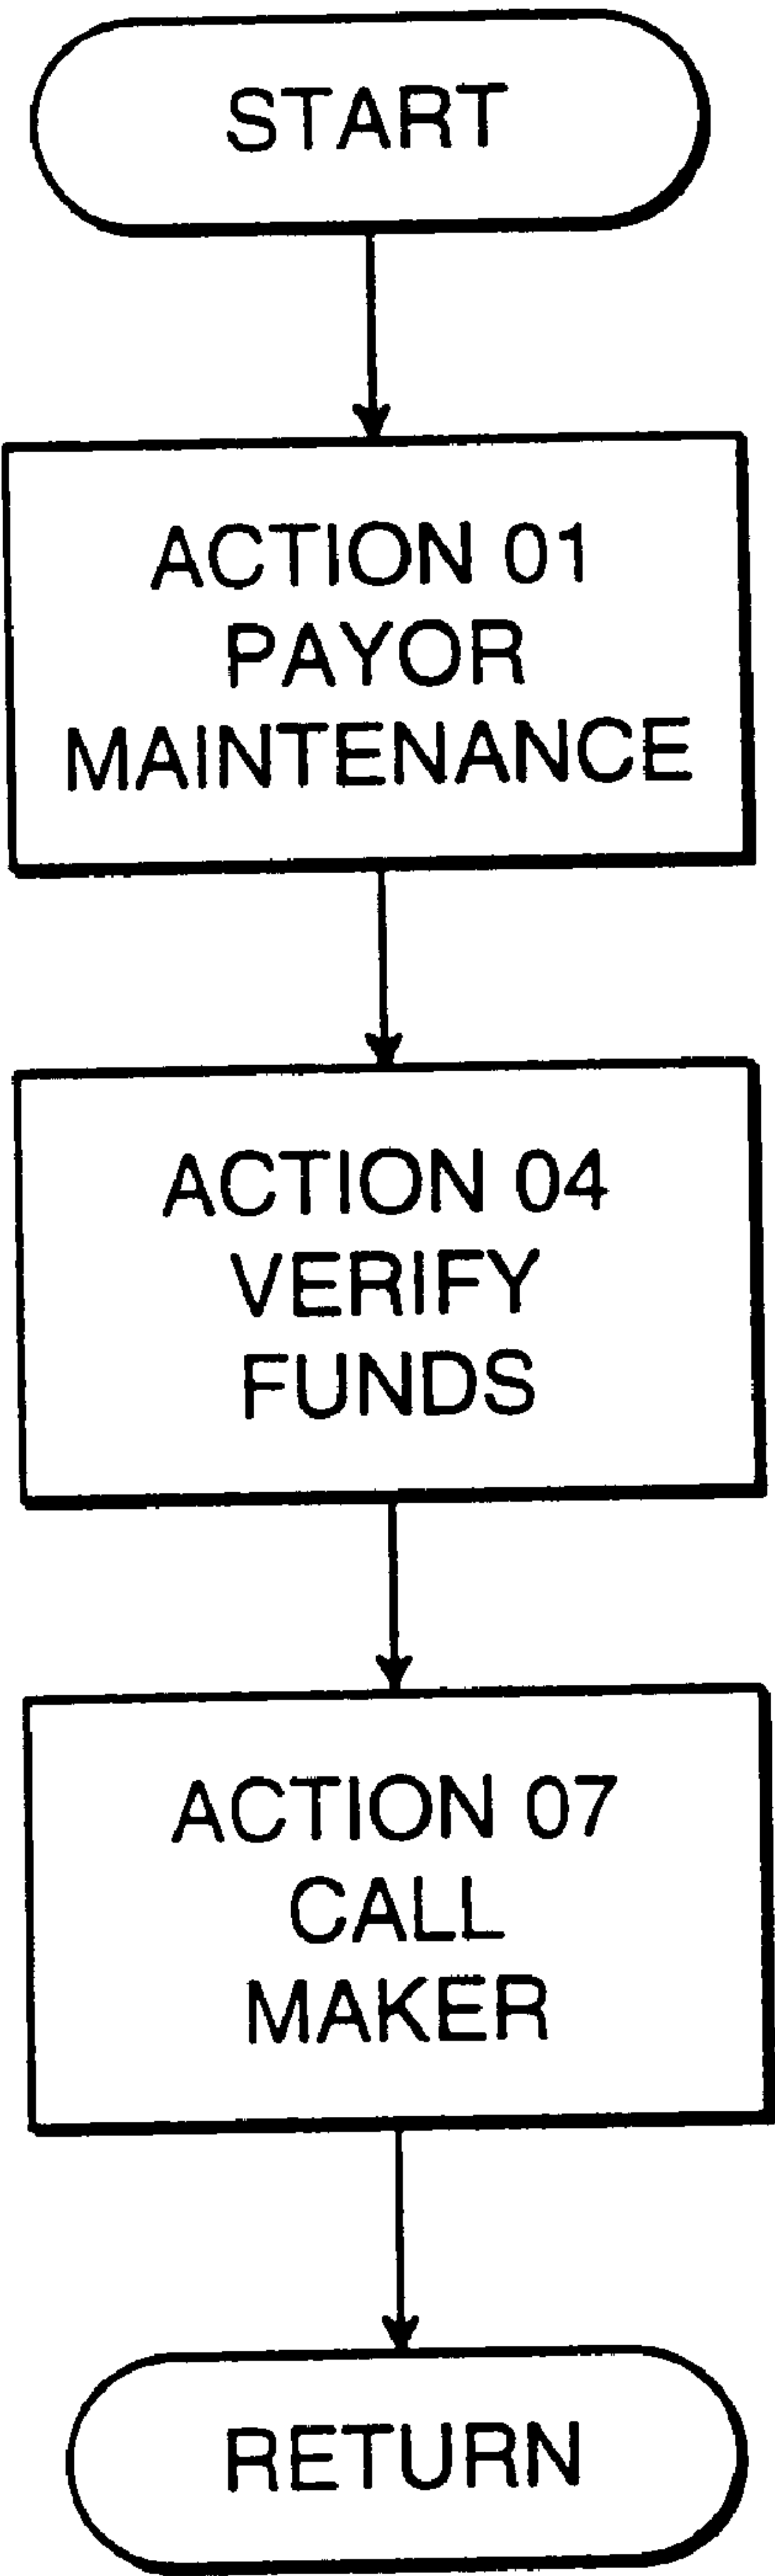 START
ACTION 01
PAYOR
MAINTENANCE
ACTION 04
VERIFY
FUNDS
ACTION 07
CALL
MAKER
RETURN